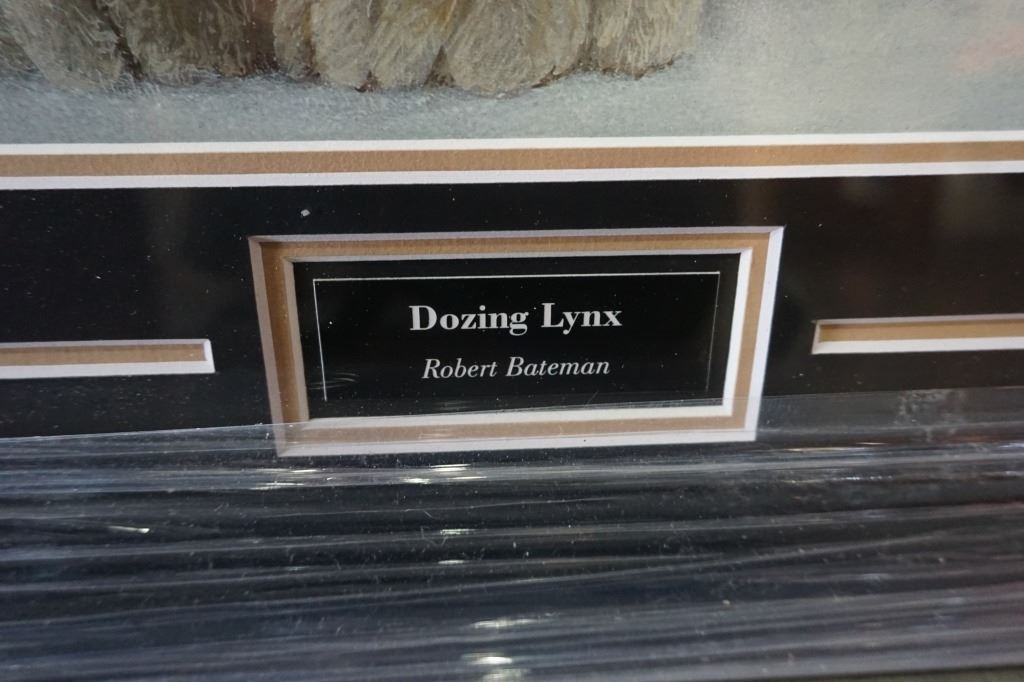 Dozing Lynx
Robert Bateman